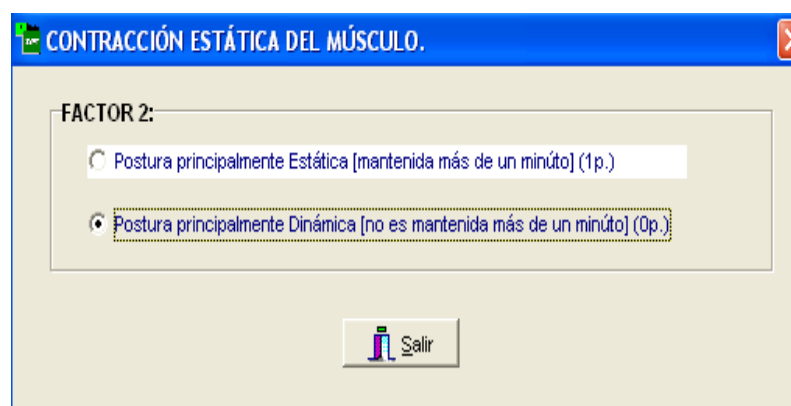 CONTRACCIÓN ESTÁTICA DEL MÚSCULO.
FACTOR 2:
Postura principalmente Estática [mantenida más de un minúto] (1p.)
Postura principalmente Dinámica [no es mantenida más de un minúto] (0p.)
Salir